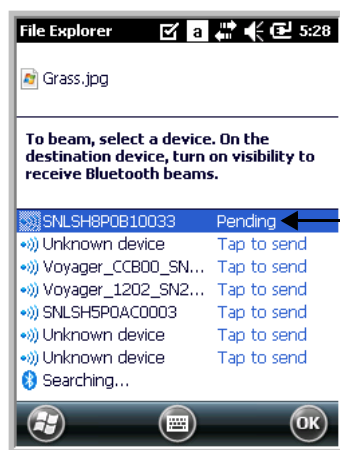 File Explorer a 5:28
Grass.jpg
To beam, select a device. On the
destination device, turn on visibility to
receive Bluetooth beams.
SNLSH8P0B10033 Pending
Unknown device Tap to send
Voyager_CCB00_SN... Tap to send
Voyager_1202_SN2... Tap to send
SNLSH5P0AC0003 Tap to send
Unknown device Tap to send
Unknown device Tap to send
Searching...
OK